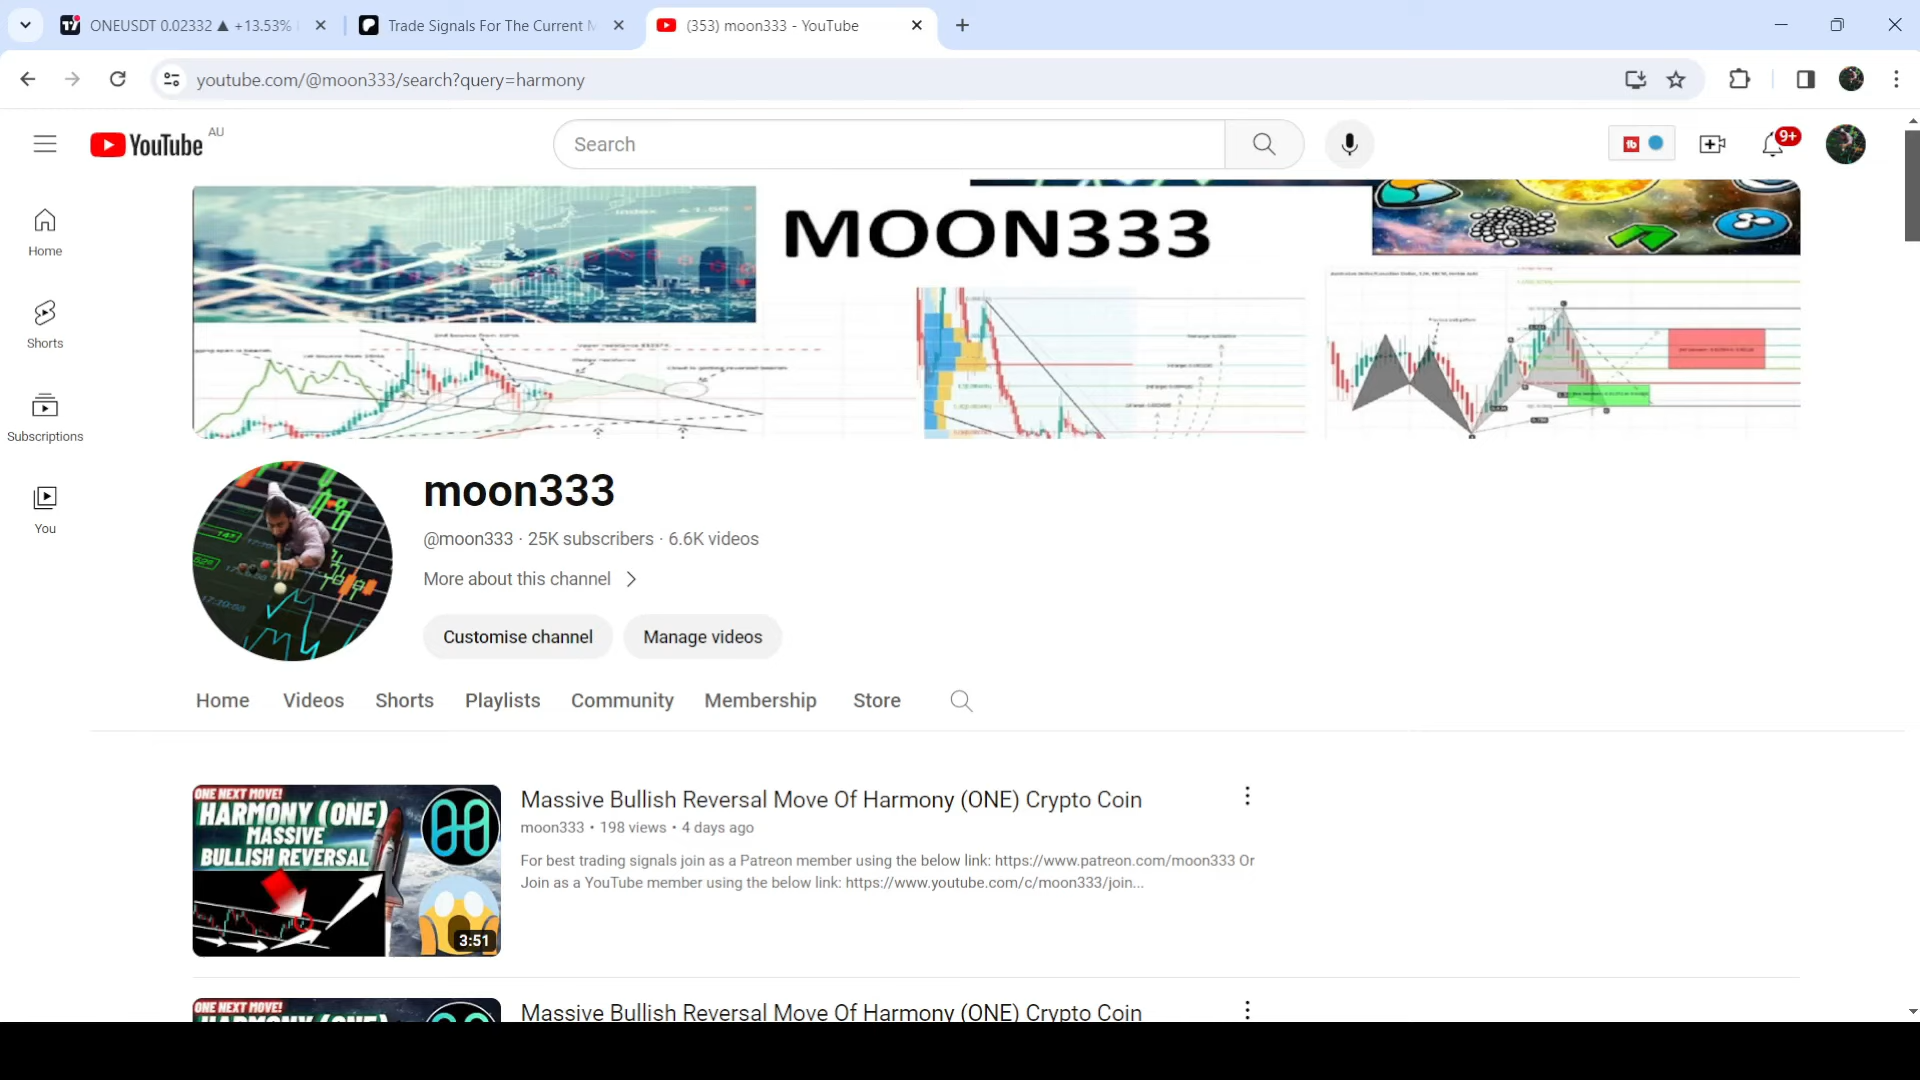 ONEUSDT 0.02332 ▲ +13.53%
Trade Signals For The Current
(353) moon333 - YouTube
youtube.com/@moon333/search?query=harmony
YouTube AU
Search
9+
Home
Shorts
Subscriptions
You
MOON333
moon333
@moon333 · 25K subscribers · 6.6K videos
More about this channel
Customise channel
Manage videos
Home
Videos
Shorts
Playlists
Community
Membership
Store
ONE NEXT MOVE!
HARMONY (ONE)
MASSIVE
BULLISH REVERSAL
3:51
Massive Bullish Reversal Move Of Harmony (ONE) Crypto Coin
moon333 • 198 views • 4 days ago
For best trading signals join as a Patreon member using the below link: https://www.patreon.com/moon333 Or
Join as a YouTube member using the below link: https://www.youtube.com/c/moon333/join...
ONE NEXT MOVE!
HARMONY (ONE)
Massive Bullish Reversal Move Of Harmony (ONE) Crypto Coin